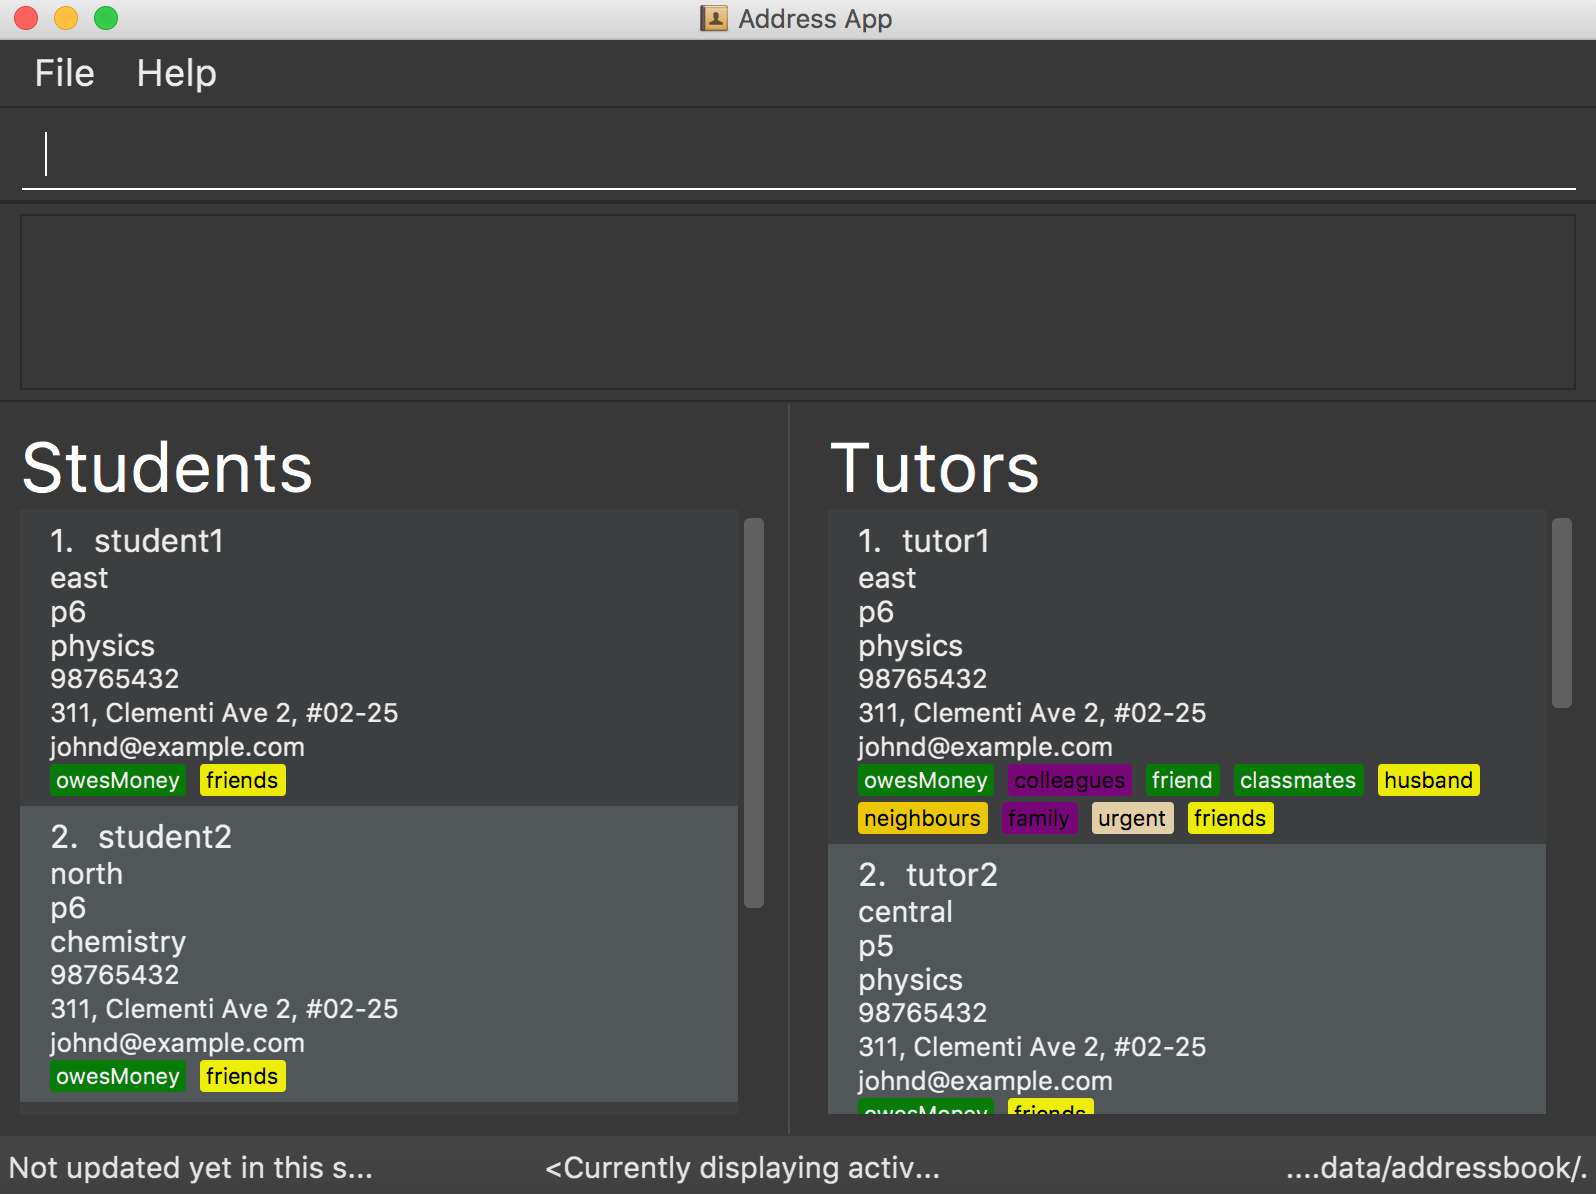 Address App
File Help
Students
1. student1
east
p6
physics
98765432
311, Clementi Ave 2, #02-25
johnd@example.com
owesMoney friends
2. student2
north
p6
chemistry
98765432
311, Clementi Ave 2, #02-25
johnd@example.com
owesMoney friends
Tutors
1. tutor1
east
p6
physics
98765432
311, Clementi Ave 2, #02-25
johnd@example.com
owesMoney colleagues friend classmates husband
neighbours family urgent friends
2. tutor2
central
p5
physics
98765432
311, Clementi Ave 2, #02-25
johnd@example.com
owesMoney friends
Not updated yet in this s...
<Currently displaying activ...
....data/addressbook/.